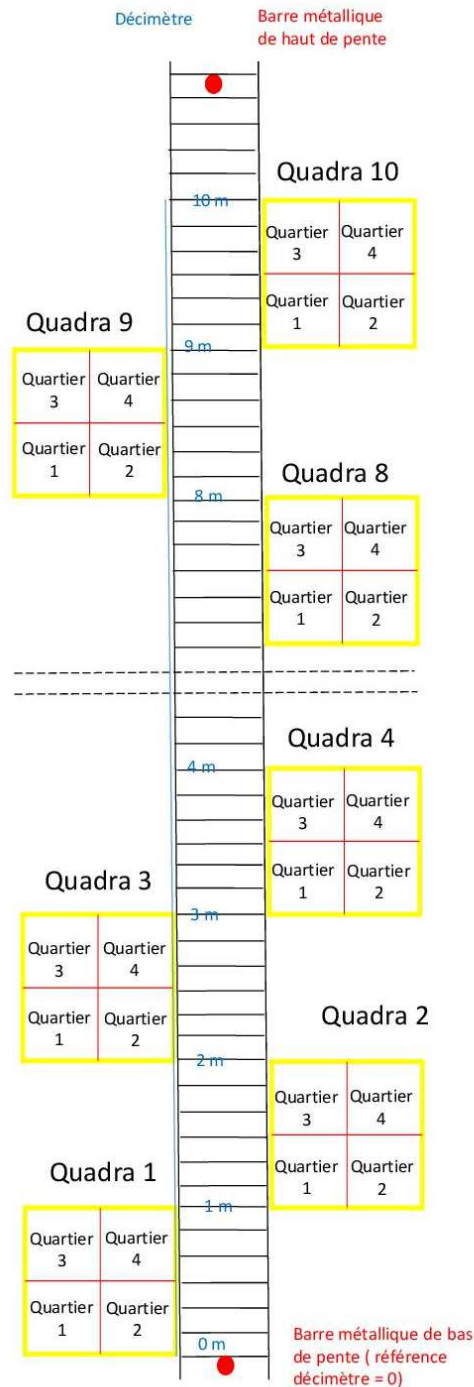 Décimètre
Barre métallique
de haut de pente
Quadra 10
10 m
Quartier Quartier
3 4
Quartier Quartier
1 2
Quadra 9
9 m
Quartier Quartier
3 4
Quartier Quartier
1 2
Quadra 8
8 m
Quartier Quartier
3 4
Quartier Quartier
1 2
Quadra 4
4 m
Quartier Quartier
3 4
Quartier Quartier
1 2
Quadra 3
3 m
Quartier Quartier
3 4
Quartier Quartier
1 2
Quadra 2
2 m
Quartier Quartier
3 4
Quartier Quartier
1 2
Quadra 1
1 m
Quartier Quartier
3 4
Quartier Quartier
1 2
0 m
Barre métallique de bas
de pente ( référence
décimètre = 0)